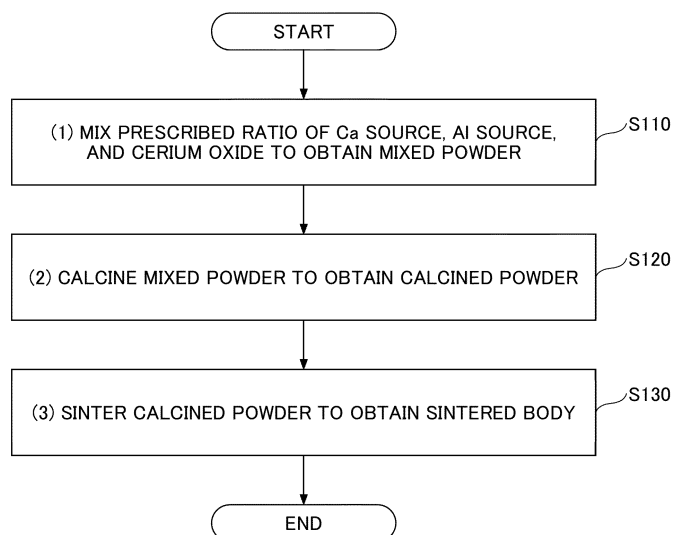 START
(1) MIX PRESCRIBED RATIO OF Ca SOURCE, Al SOURCE,
AND CERIUM OXIDE TO OBTAIN MIXED POWDER
S110
(2) CALCINE MIXED POWDER TO OBTAIN CALCINED POWDER
S120
(3) SINTER CALCINED POWDER TO OBTAIN SINTERED BODY
S130
END